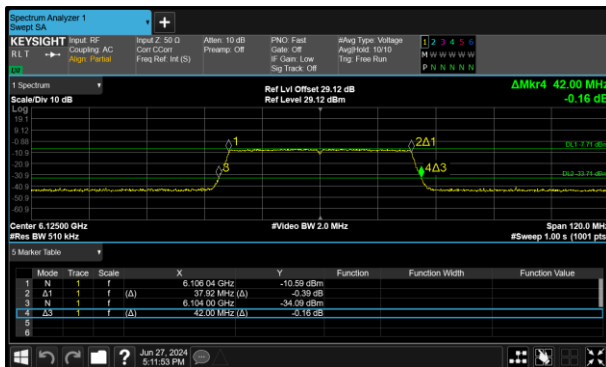 Spectrum Analyzer 1
Swept SA
KEYSIGHT Input: RF Input Z: 50 Ω Atten: 10 dB PNO: Fast #Avg Type: Voltage 1 2 3 4 5 6
RLT Coupling: AC Corr CCorr Preamp: Off Gate: Off Avg|Hold: 10/10 M W W W W W
Align: Partial Freq Ref: Int (S) IF Gain: Low Trig: Free Run
Sig Track: Off P N N N N N
1 Spectrum Ref Lvl Offset 29.12 dB ΔMkr4 42.00 MHz
Scale/Div 10 dB Ref Level 29.12 dBm -0.16 dB
Log
19.1
9.12
-0.88 1 2Δ1 DL1 -7.71 dBm
-10.9
-20.9 3 4Δ3
-30.9 DL2 -33.71 dBm
-40.9
-50.9
-60.9
Center 6.12500 GHz #Video BW 2.0 MHz Span 120.0 MHz
#Res BW 510 kHz #Sweep 1.00 s (1001 pts)
5 Marker Table
Mode Trace Scale X Y Function Function Width Function Value
1 N 1 f 6.106 04 GHz -10.59 dBm
2 Δ1 1 f (Δ) 37.92 MHz (Δ) -0.39 dB
3 N 1 f 6.104 00 GHz -34.09 dBm
4 Δ3 1 f (Δ) 42.00 MHz (Δ) -0.16 dB
5
6
? Jun 27, 2024
5:11:53 PM